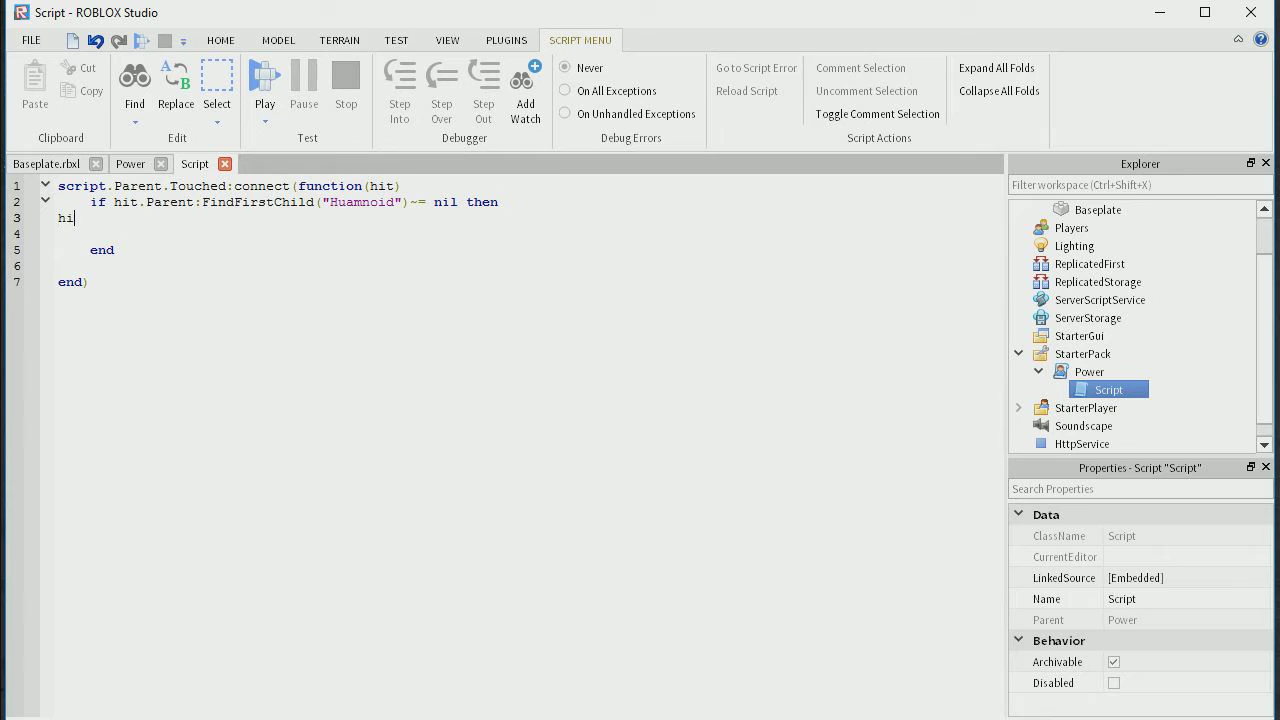 Script - ROBLOX Studio
FILE HOME MODEL TERRAIN TEST VIEW PLUGINS SCRIPT MENU
Paste Cut Copy Clipboard
Find Replace Select Edit
Play Pause Stop Test
Step Into Step Over Step Out Add Watch Debugger
Never
On All Exceptions
On Unhandled Exceptions
Debug Errors
Go to Script Error
Reload Script
Comment Selection
Uncomment Selection
Toggle Comment Selection
Expand All Folds
Collapse All Folds
Script Actions
Baseplate.rbxl Power Script
1 script.Parent.Touched:connect(function(hit)
2 if hit.Parent:FindFirstChild("Huamnoid")~= nil then
3 hi
4
5 end
6
7 end)
Explorer
Filter workspace (Ctrl+Shift+X)
Baseplate
Players
Lighting
ReplicatedFirst
ReplicatedStorage
ServerScriptService
ServerStorage
StarterGui
StarterPack
Power
Script
StarterPlayer
Soundscape
HttpService
Properties - Script "Script"
Search Properties
Data
ClassName Script
CurrentEditor
LinkedSource [Embedded]
Name Script
Parent Power
Behavior
Archivable
Disabled